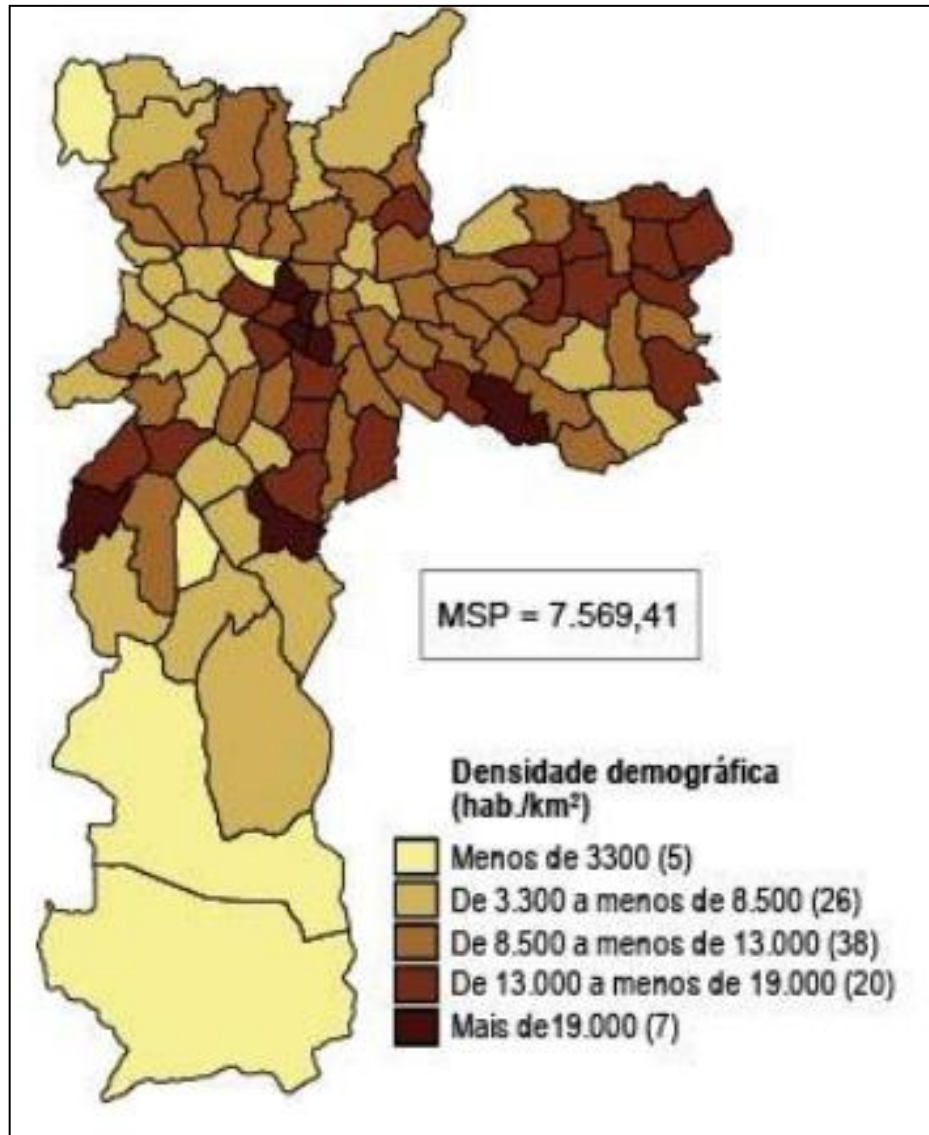 MSP = 7.569,41
Densidade demográfica
(hab./km²)
Menos de 3300 (5)
De 3.300 a menos de 8.500 (26)
De 8.500 a menos de 13.000 (38)
De 13.000 a menos de 19.000 (20)
Mais de19.000 (7)